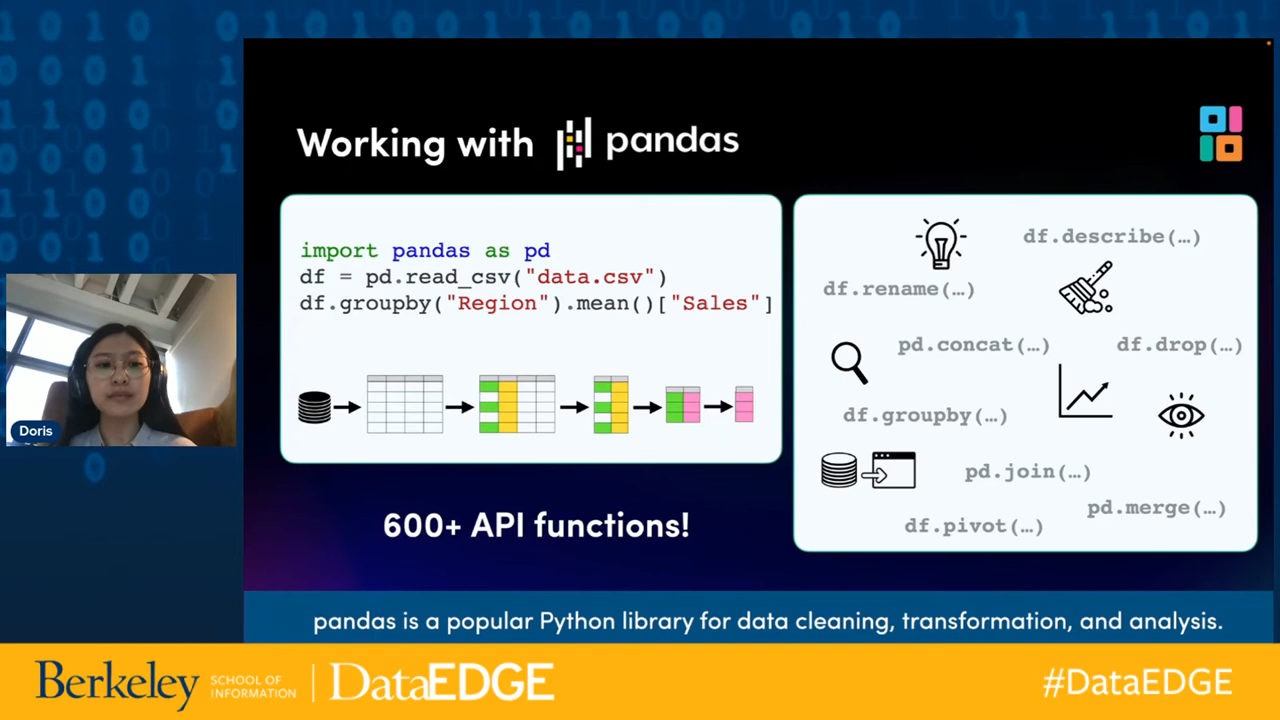 Working with pandas
import pandas as pd
df = pd.read_csv("data.csv")
df.groupby("Region").mean()["Sales"]
600+ API functions!
df.describe(…)
df.rename(…)
pd.concat(…)
df.drop(…)
df.groupby(…)
pd.join(…)
pd.merge(…)
df.pivot(…)
pandas is a popular Python library for data cleaning, transformation, and analysis.
Doris
Berkeley SCHOOL OF INFORMATION DataEDGE
#DataEDGE